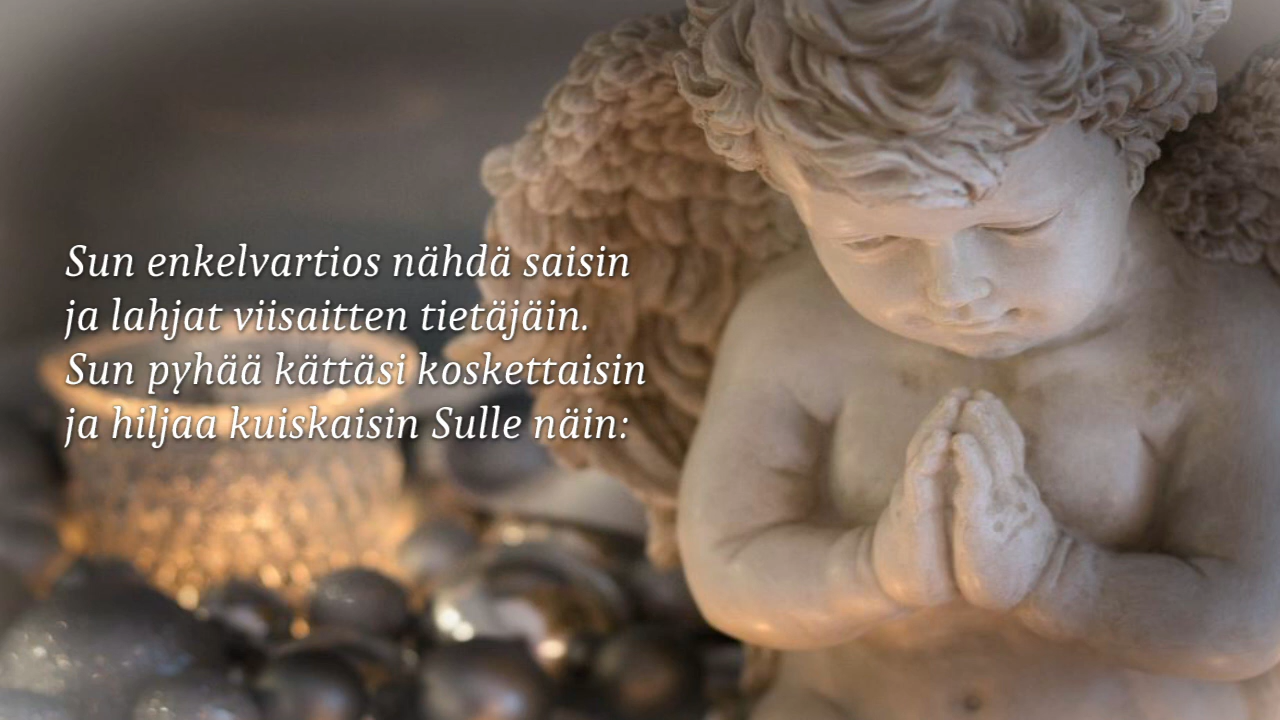 Sun enkelvartios nähdä saisin
ja lahjat viisaitten tietäjäin.
Sun pyhää kättäsi koskettaisin
ja hiljaa kuiskaisin Sulle näin: